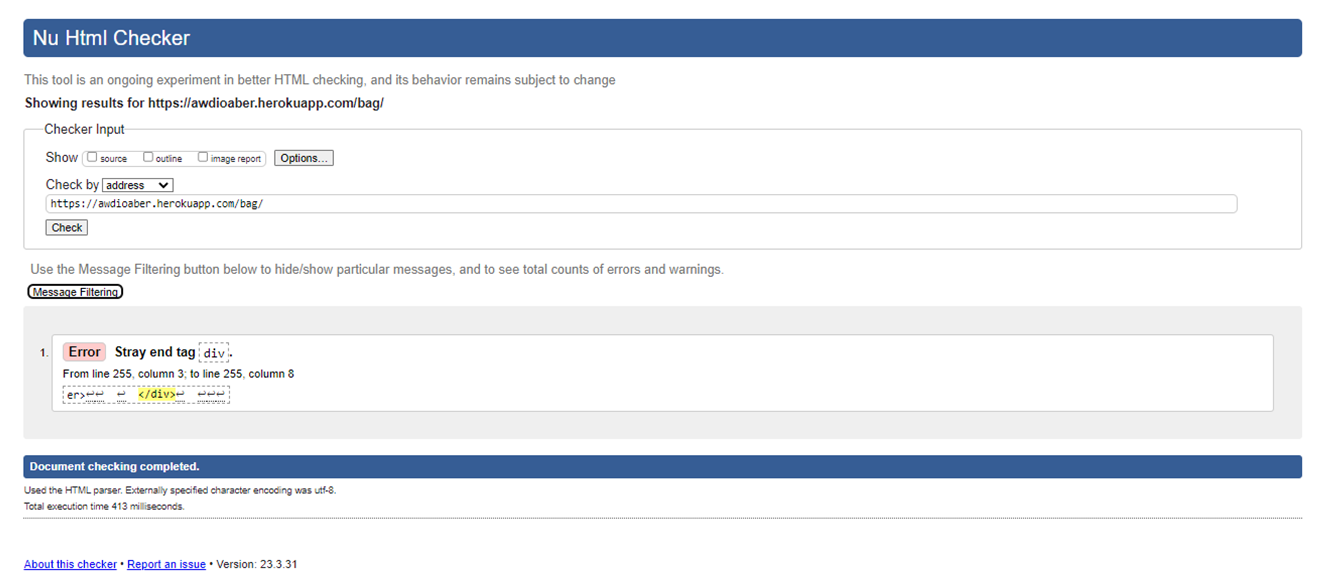 Nu Html Checker
This tool is an ongoing experiment in better HTML checking, and its behavior remains subject to change
Showing results for https://awdioaber.herokuapp.com/bag/
Checker Input
Show source outline image report Options...
Check by address
https://awdioaber.herokuapp.com/bag/
Check
Use the Message Filtering button below to hide/show particular messages, and to see total counts of errors and warnings.
Message Filtering
1. Error Stray end tag div.
From line 255, column 3; to line 255, column 8
er>↩↩ ↩ </div>↩ ↩↩↩
Document checking completed.
Used the HTML parser. Externally specified character encoding was utf-8.
Total execution time 413 milliseconds.
About this checker • Report an issue • Version: 23.3.31